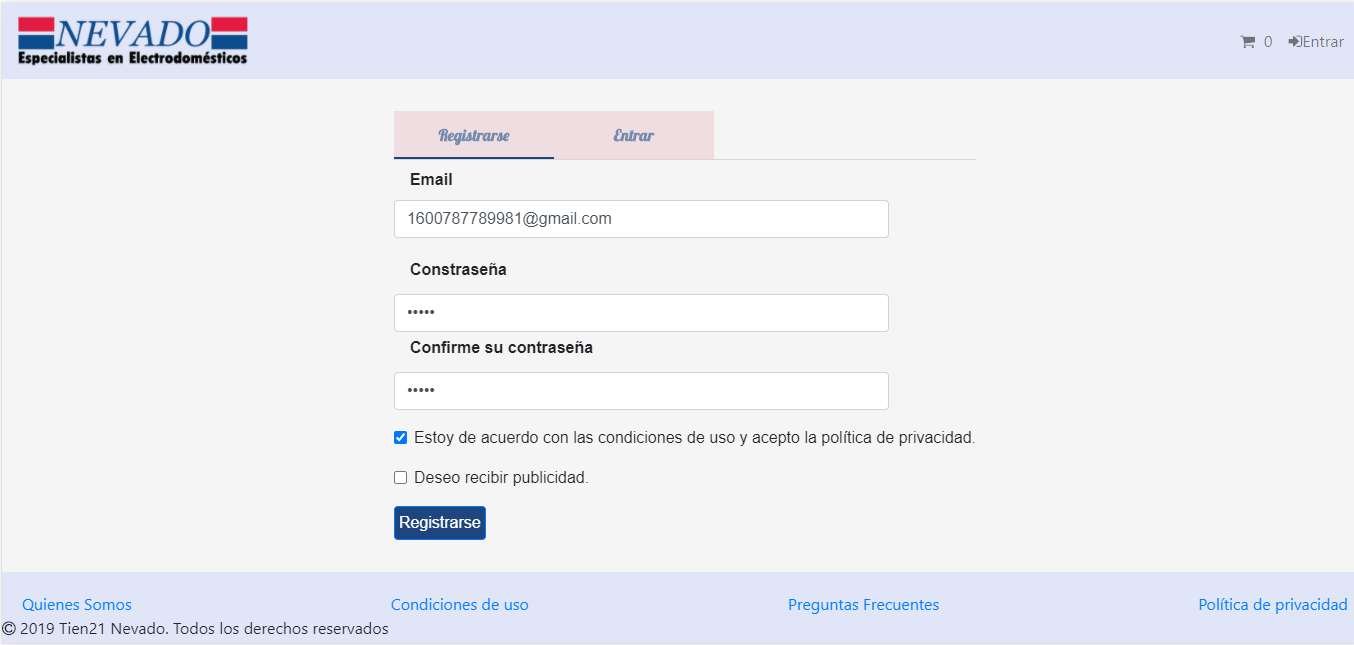 NEVADO
Especialistas en Electrodomésticos
0 Entrar
Registrarse Entrar
Email
1600787789981@gmail.com
Constraseña
•••••
Confirme su contraseña
•••••
Estoy de acuerdo con las condiciones de uso y acepto la política de privacidad.
Deseo recibir publicidad.
Registrarse
Quienes Somos Condiciones de uso Preguntas Frecuentes Política de privacidad
© 2019 Tien21 Nevado. Todos los derechos reservados